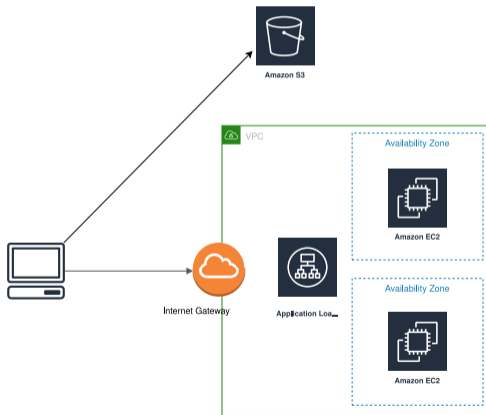 Amazon S3
VPC
Availability Zone
Amazon EC2
Internet Gateway
Application Loa...
Availability Zone
Amazon EC2